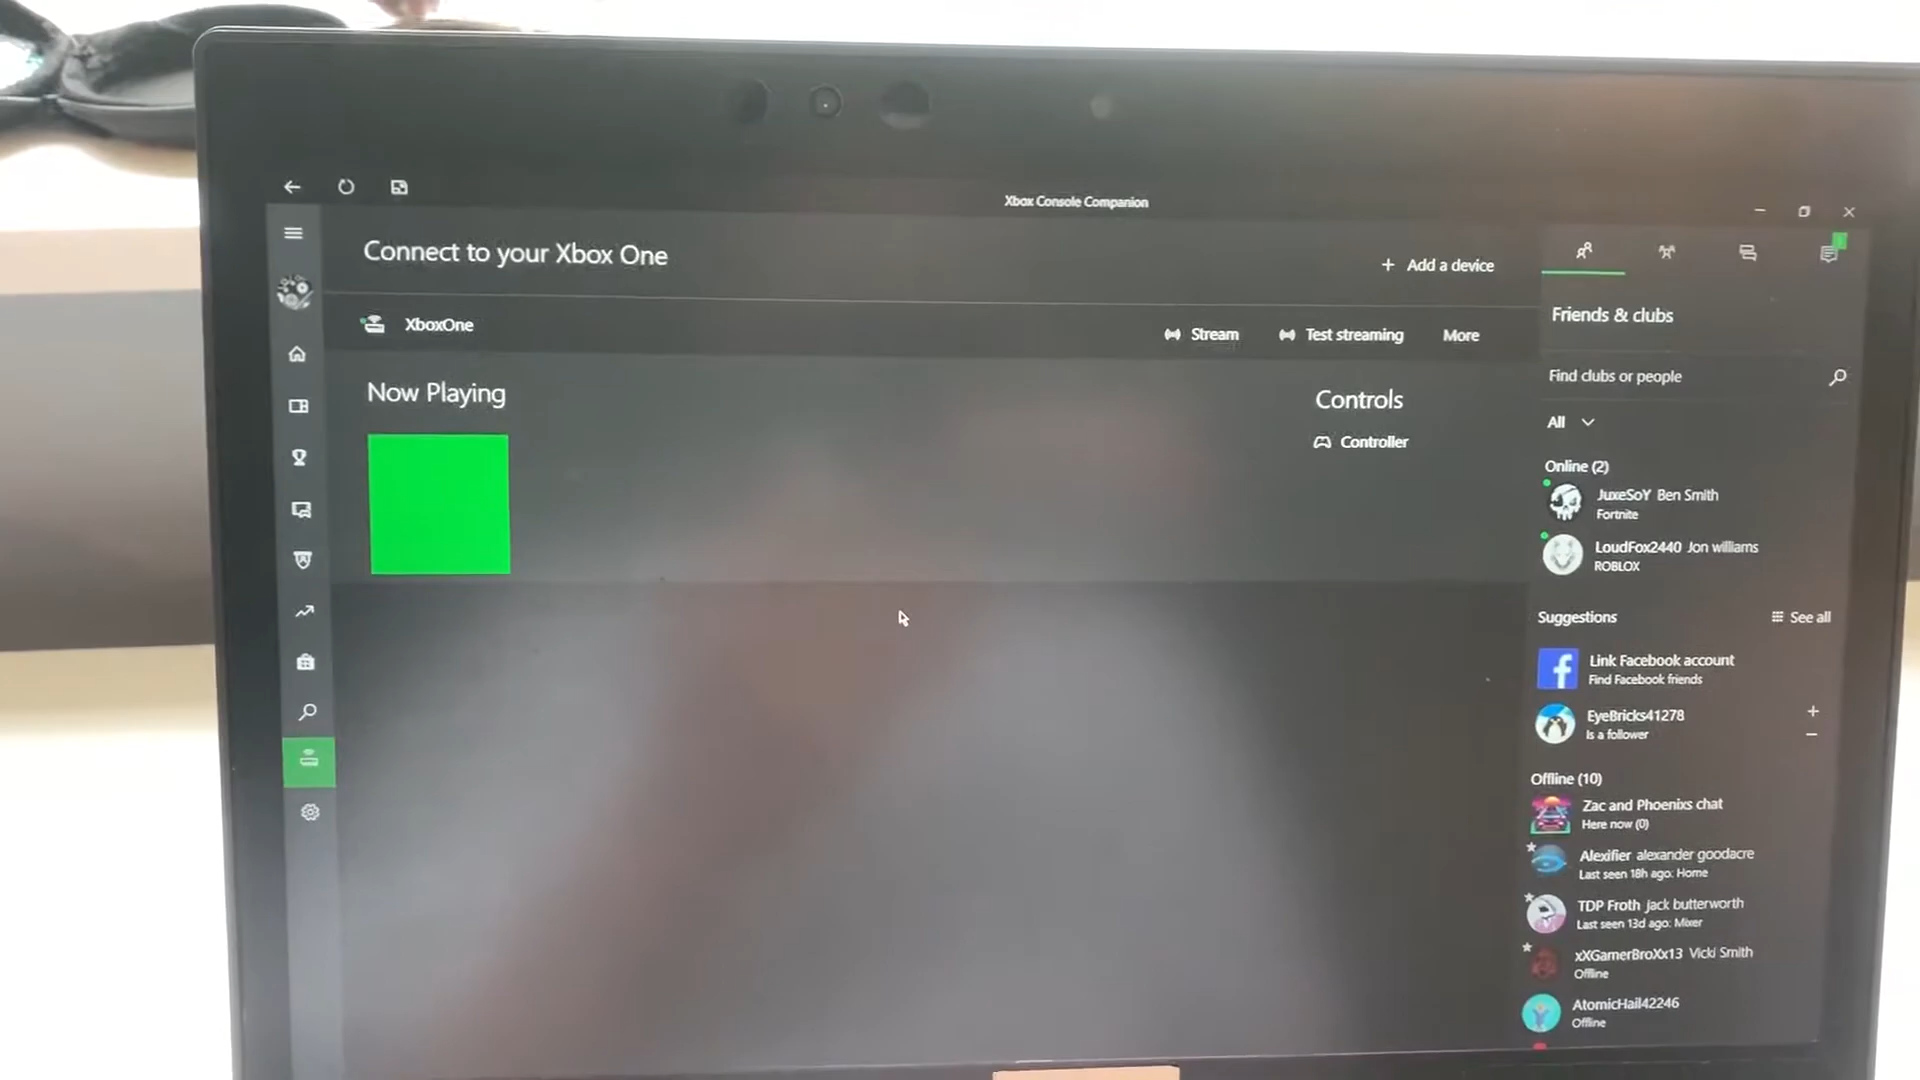 Xbox Console Companion
Connect to your Xbox One
+ Add a device
XboxOne
Stream
Test streaming
More
Now Playing
Controls
Controller
Friends & clubs
Find clubs or people
All
Online (2)
JuxeSoY Ben Smith
Fortnite
LoudFox2440 Jon williams
ROBLOX
Suggestions
See all
Link Facebook account
Find Facebook friends
EyeBricks41278
Is a follower
Offline (10)
Zac and Phoenixs chat
Here now (0)
Alexifier alexander goodacre
Last seen 18h ago: Home
TDP Froth jack butterworth
Last seen 13d ago: Mixer
xXGamerBroXx13 Vicki Smith
Offline
AtomicHail42246
Offline